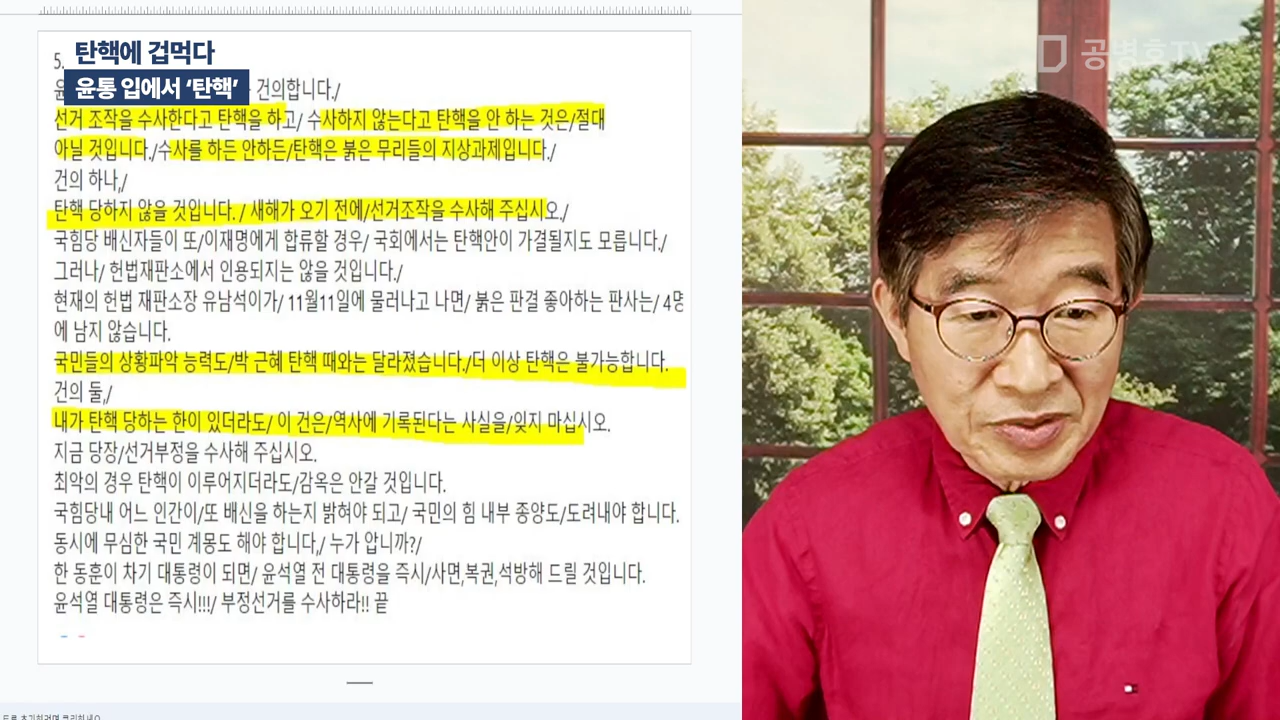 탄핵에 겁먹다
윤통 입에서 ‘탄핵’
공병호TV
5.
건의합니다./
선거 조작을 수사한다고 탄핵을 하고/ 수사하지 않는다고 탄핵을 안 하는 것은/절대
아닐 것입니다./수사를 하든 안하든/탄핵은 붉은 무리들의 지상과제입니다./
건의 하나,/
탄핵 당하지 않을 것입니다. / 새해가 오기 전에/선거조작을 수사해 주십시오./
국힘당 배신자들이 또/이재명에게 합류할 경우/ 국회에서는 탄핵안이 가결될지도 모릅니다./
그러나/ 헌법재판소에서 인용되지는 않을 것입니다./
현재의 헌법 재판소장 유남석이가/ 11월11일에 물러나고 나면/ 붉은 판결 좋아하는 판사는/ 4명
에 남지 않습니다.
국민들의 상황파악 능력도/박 근혜 탄핵 때와는 달라졌습니다./더 이상 탄핵은 불가능합니다.
건의 둘,/
내가 탄핵 당하는 한이 있더라도/ 이 건은/역사에 기록된다는 사실을/잊지 마십시오.
지금 당장/선거부정을 수사해 주십시오.
최악의 경우 탄핵이 이루어지더라도/감옥은 안갈 것입니다.
국힘당내 어느 인간이/또 배신을 하는지 밝혀야 되고/ 국민의 힘 내부 종양도/도려내야 합니다.
동시에 무심한 국민 계몽도 해야 합니다,/ 누가 압니까?/
한 동훈이 차기 대통령이 되면/ 윤석열 전 대통령을 즉시/사면,복권,석방해 드릴 것입니다.
윤석열 대통령은 즉시!!!/ 부정선거를 수사하라!! 끝